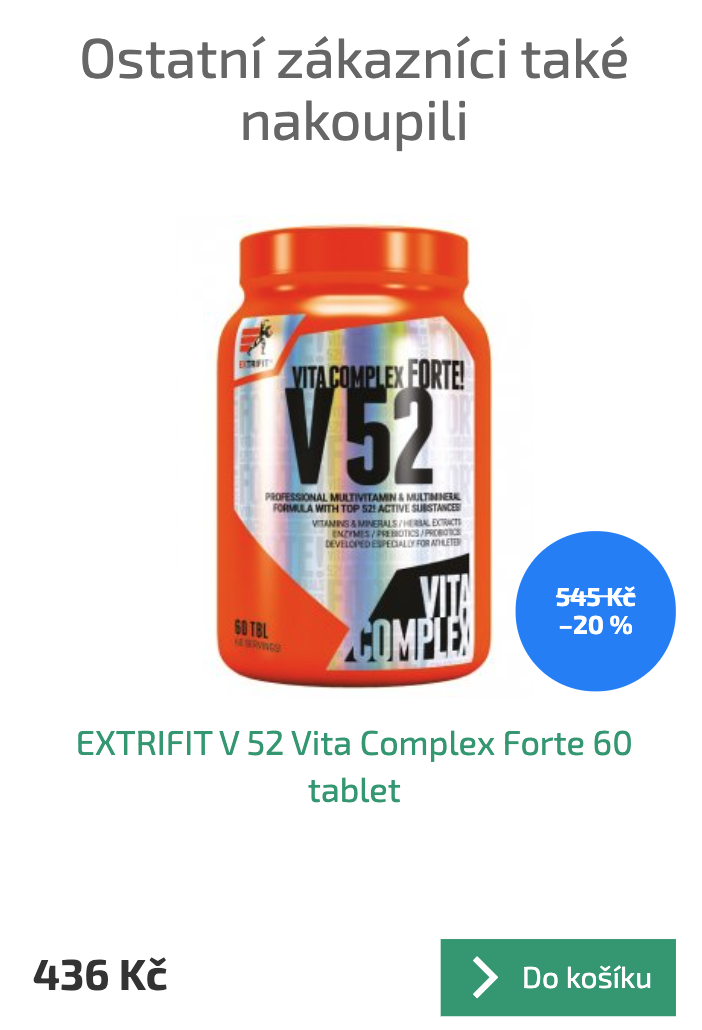 Ostatní zákazníci také
nakoupili
EXTRIFIT
VITA COMPLEX FORTE!
V 52
PROFESSIONAL MULTIVITAMIN & MULTIMINERAL
FORMULA WITH TOP 52! ACTIVE SUBSTANCES!
VITAMINS & MINERALS / HERBAL EXTRACTS
ENZYMES / PREBIOTICS / PROBIOTICS
DEVELOPED ESPECIALLY FOR ATHLETES!
VITA
COMPLEX
60 TBL
545 Kč
–20 %
EXTRIFIT V 52 Vita Complex Forte 60
tablet
436 Kč
Do košíku